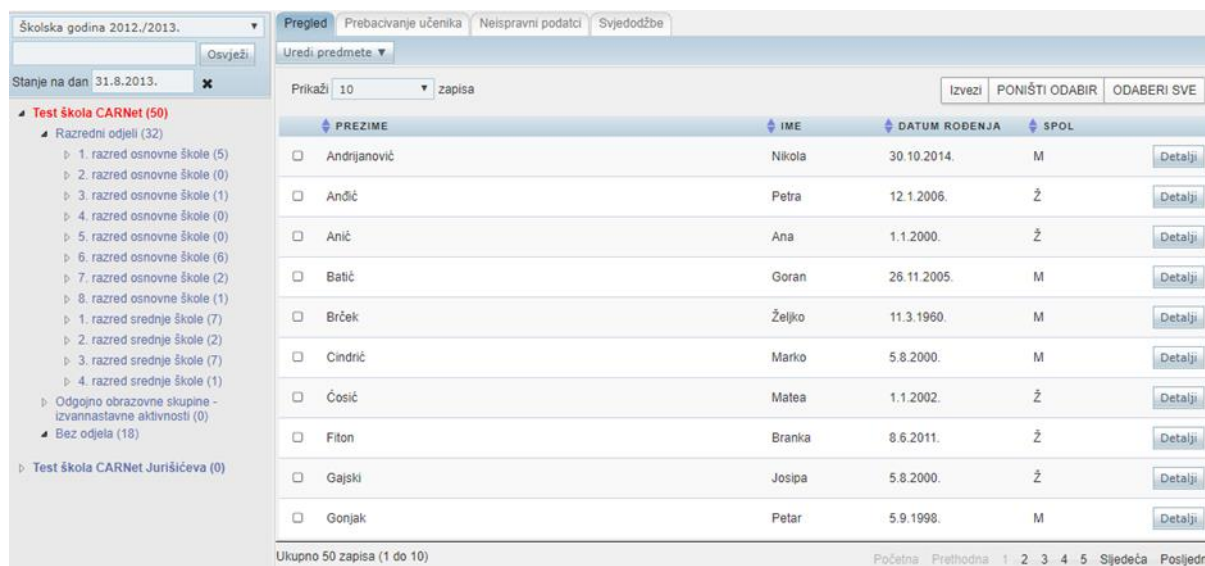 Školska godina 2012./2013.
Osvježi
Stanje na dan 31.8.2013.
Test škola CARNet (50)
Razredni odjeli (32)
1. razred osnovne škole (5)
2. razred osnovne škole (0)
3. razred osnovne škole (1)
4. razred osnovne škole (0)
5. razred osnovne škole (0)
6. razred osnovne škole (6)
7. razred osnovne škole (2)
8. razred osnovne škole (1)
1. razred srednje škole (7)
2. razred srednje škole (2)
3. razred srednje škole (7)
4. razred srednje škole (1)
Odgojno obrazovne skupine -
izvannastavne aktivnosti (0)
Bez odjela (18)
Test škola CARNet Jurišićeva (0)
Pregled Prebacivanje učenika Neispravni podatci Svjedodžbe
Uredi predmete ▼
Prikaži 10 zapisa Izvezi PONIŠTI ODABIR ODABERI SVE
PREZIME IME DATUM ROĐENJA SPOL
Andrijanović Nikola 30.10.2014. M Detalji
Anđić Petra 12.1.2006. Ž Detalji
Anić Ana 1.1.2000. Ž Detalji
Batić Goran 26.11.2005. M Detalji
Brček Željko 11.3.1960. M Detalji
Cindrić Marko 5.8.2000. M Detalji
Ćosić Matea 1.1.2002. Ž Detalji
Fiton Branka 8.6.2011. Ž Detalji
Gajski Josipa 5.8.2000. Ž Detalji
Gonjak Petar 5.9.1998. M Detalji
Ukupno 50 zapisa (1 do 10) Početna Prethodna 1 2 3 4 5 Sljedeća Posljedn